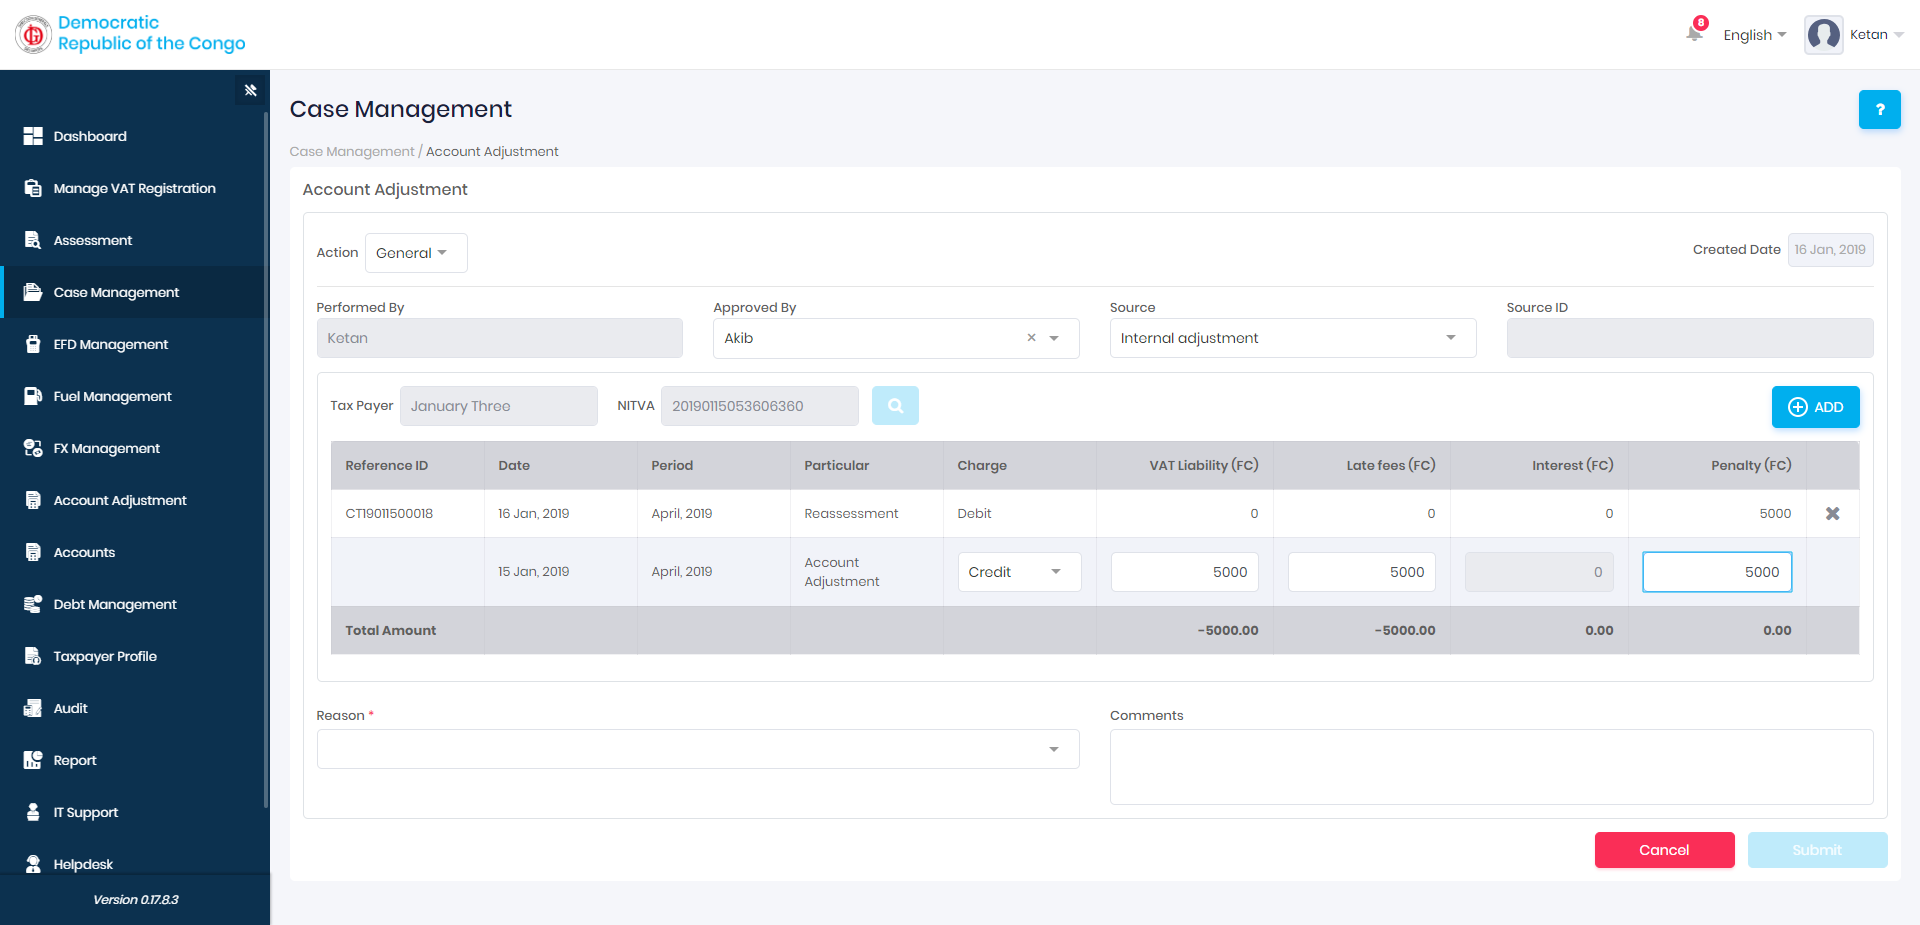 Democratic
Republic of the Congo
8
English
Ketan
Dashboard
Manage VAT Registration
Assessment
Case Management
EFD Management
Fuel Management
FX Management
Account Adjustment
Accounts
Debt Management
Taxpayer Profile
Audit
Report
IT Support
Helpdesk
Version 0.17.8.3
Case Management
?
Case Management / Account Adjustment
Account Adjustment
Action General
Created Date 16 Jan, 2019
Performed By Approved By Source Source ID
Ketan Akib × Internal adjustment
Tax Payer January Three NITVA 20190115053606360 ADD
Reference ID Date Period Particular Charge VAT Liability (FC) Late fees (FC) Interest (FC) Penalty (FC)
CT19011500018 16 Jan, 2019 April, 2019 Reassessment Debit 0 0 0 5000
15 Jan, 2019 April, 2019 Account Adjustment Credit 5000 5000 0 5000
Total Amount -5000.00 -5000.00 0.00 0.00
Reason * Comments
Cancel Submit